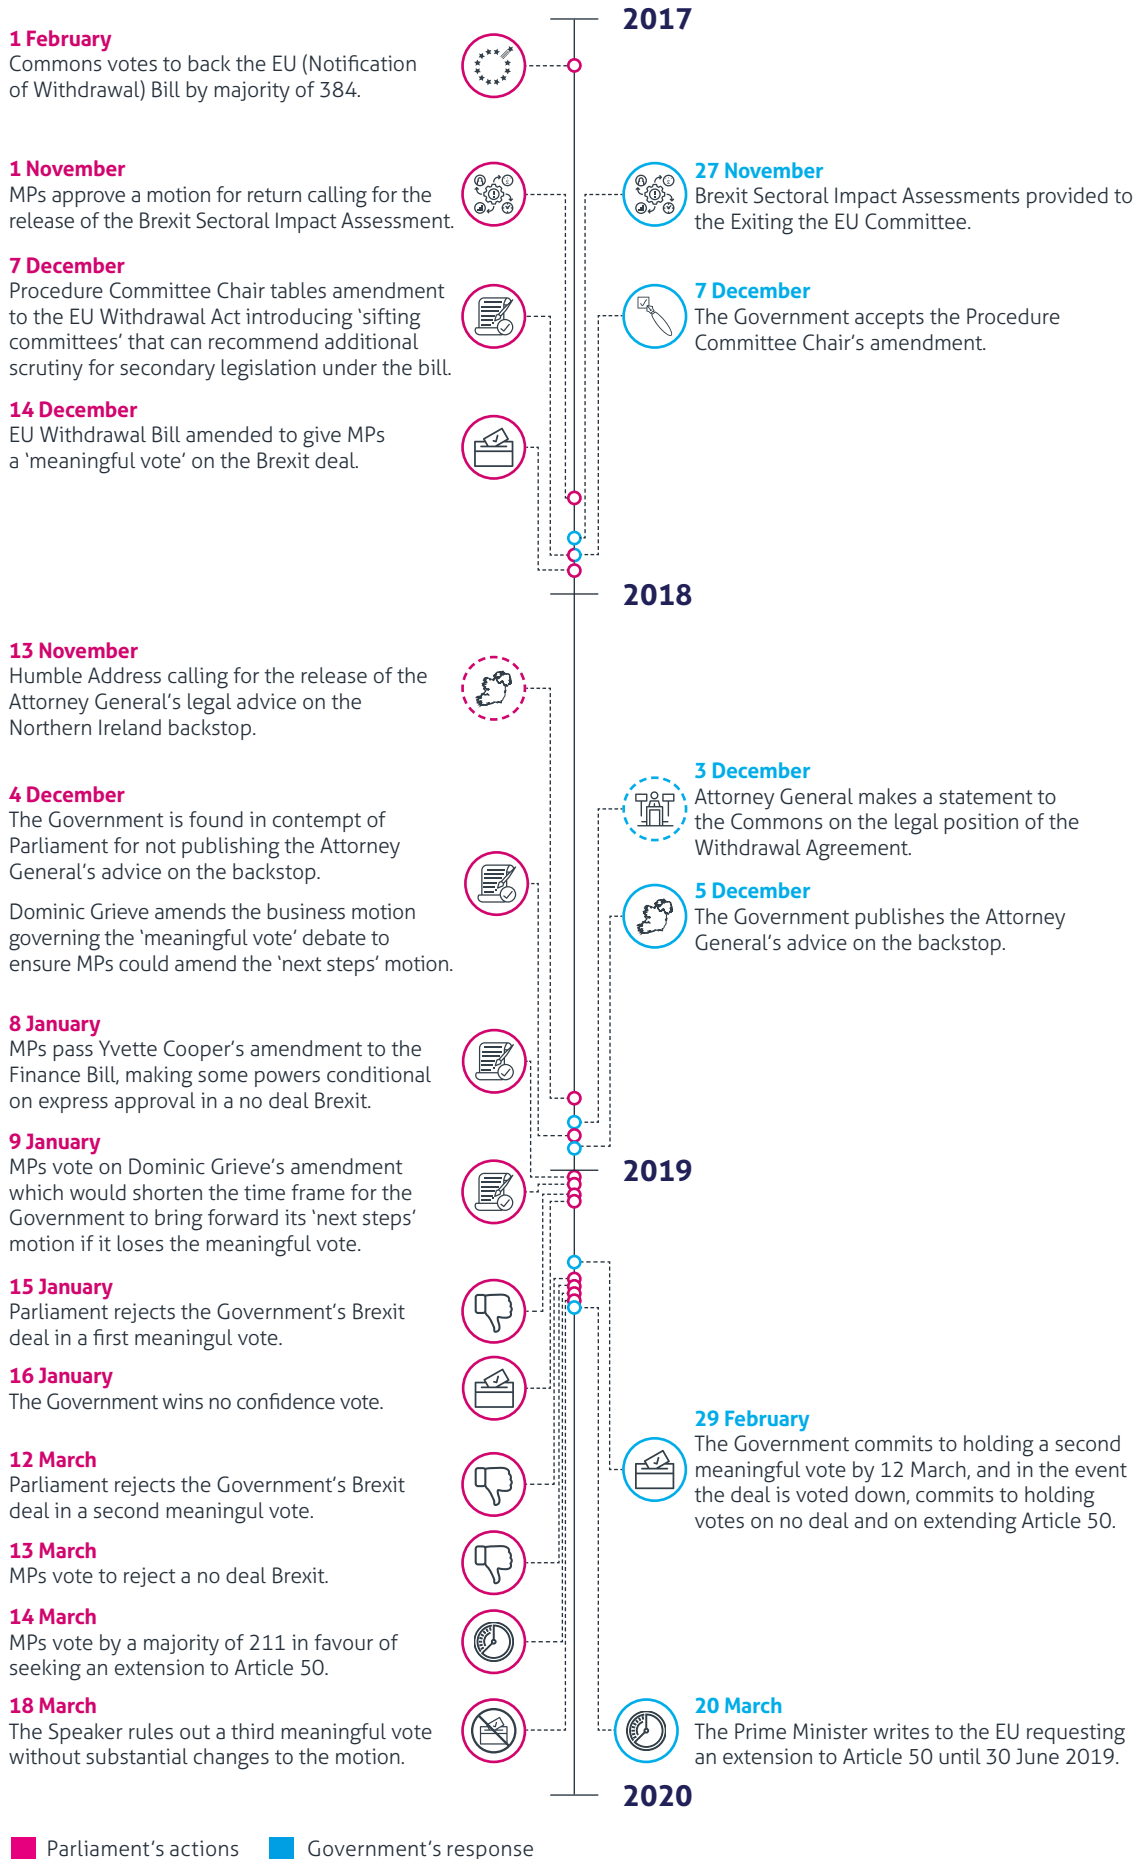 2017
1 February
Commons votes to back the EU (Notification
of Withdrawal) Bill by majority of 384.
1 November
MPs approve a motion for return calling for the
release of the Brexit Sectoral Impact Assessment.
27 November
Brexit Sectoral Impact Assessments provided to
the Exiting the EU Committee.
7 December
Procedure Committee Chair tables amendment
to the EU Withdrawal Act introducing ‘sifting
committees’ that can recommend additional
scrutiny for secondary legislation under the bill.
7 December
The Government accepts the Procedure
Committee Chair’s amendment.
14 December
EU Withdrawal Bill amended to give MPs
a ‘meaningful vote’ on the Brexit deal.
2018
13 November
Humble Address calling for the release of the
Attorney General’s legal advice on the
Northern Ireland backstop.
3 December
Attorney General makes a statement to
the Commons on the legal position of the
Withdrawal Agreement.
4 December
The Government is found in contempt of
Parliament for not publishing the Attorney
General’s advice on the backstop.
Dominic Grieve amends the business motion
governing the ‘meaningful vote’ debate to
ensure MPs could amend the ‘next steps’ motion.
5 December
The Government publishes the Attorney
General’s advice on the backstop.
8 January
MPs pass Yvette Cooper’s amendment to the
Finance Bill, making some powers conditional
on express approval in a no deal Brexit.
9 January
MPs vote on Dominic Grieve’s amendment
which would shorten the time frame for the
Government to bring forward its ‘next steps’
motion if it loses the meaningful vote.
2019
15 January
Parliament rejects the Government’s Brexit
deal in a first meaningul vote.
16 January
The Government wins no confidence vote.
29 February
The Government commits to holding a second
meaningful vote by 12 March, and in the event
the deal is voted down, commits to holding
votes on no deal and on extending Article 50.
12 March
Parliament rejects the Government’s Brexit
deal in a second meaningul vote.
13 March
MPs vote to reject a no deal Brexit.
14 March
MPs vote by a majority of 211 in favour of
seeking an extension to Article 50.
18 March
The Speaker rules out a third meaningful vote
without substantial changes to the motion.
20 March
The Prime Minister writes to the EU requesting
an extension to Article 50 until 30 June 2019.
2020
Parliament’s actions
Government’s response